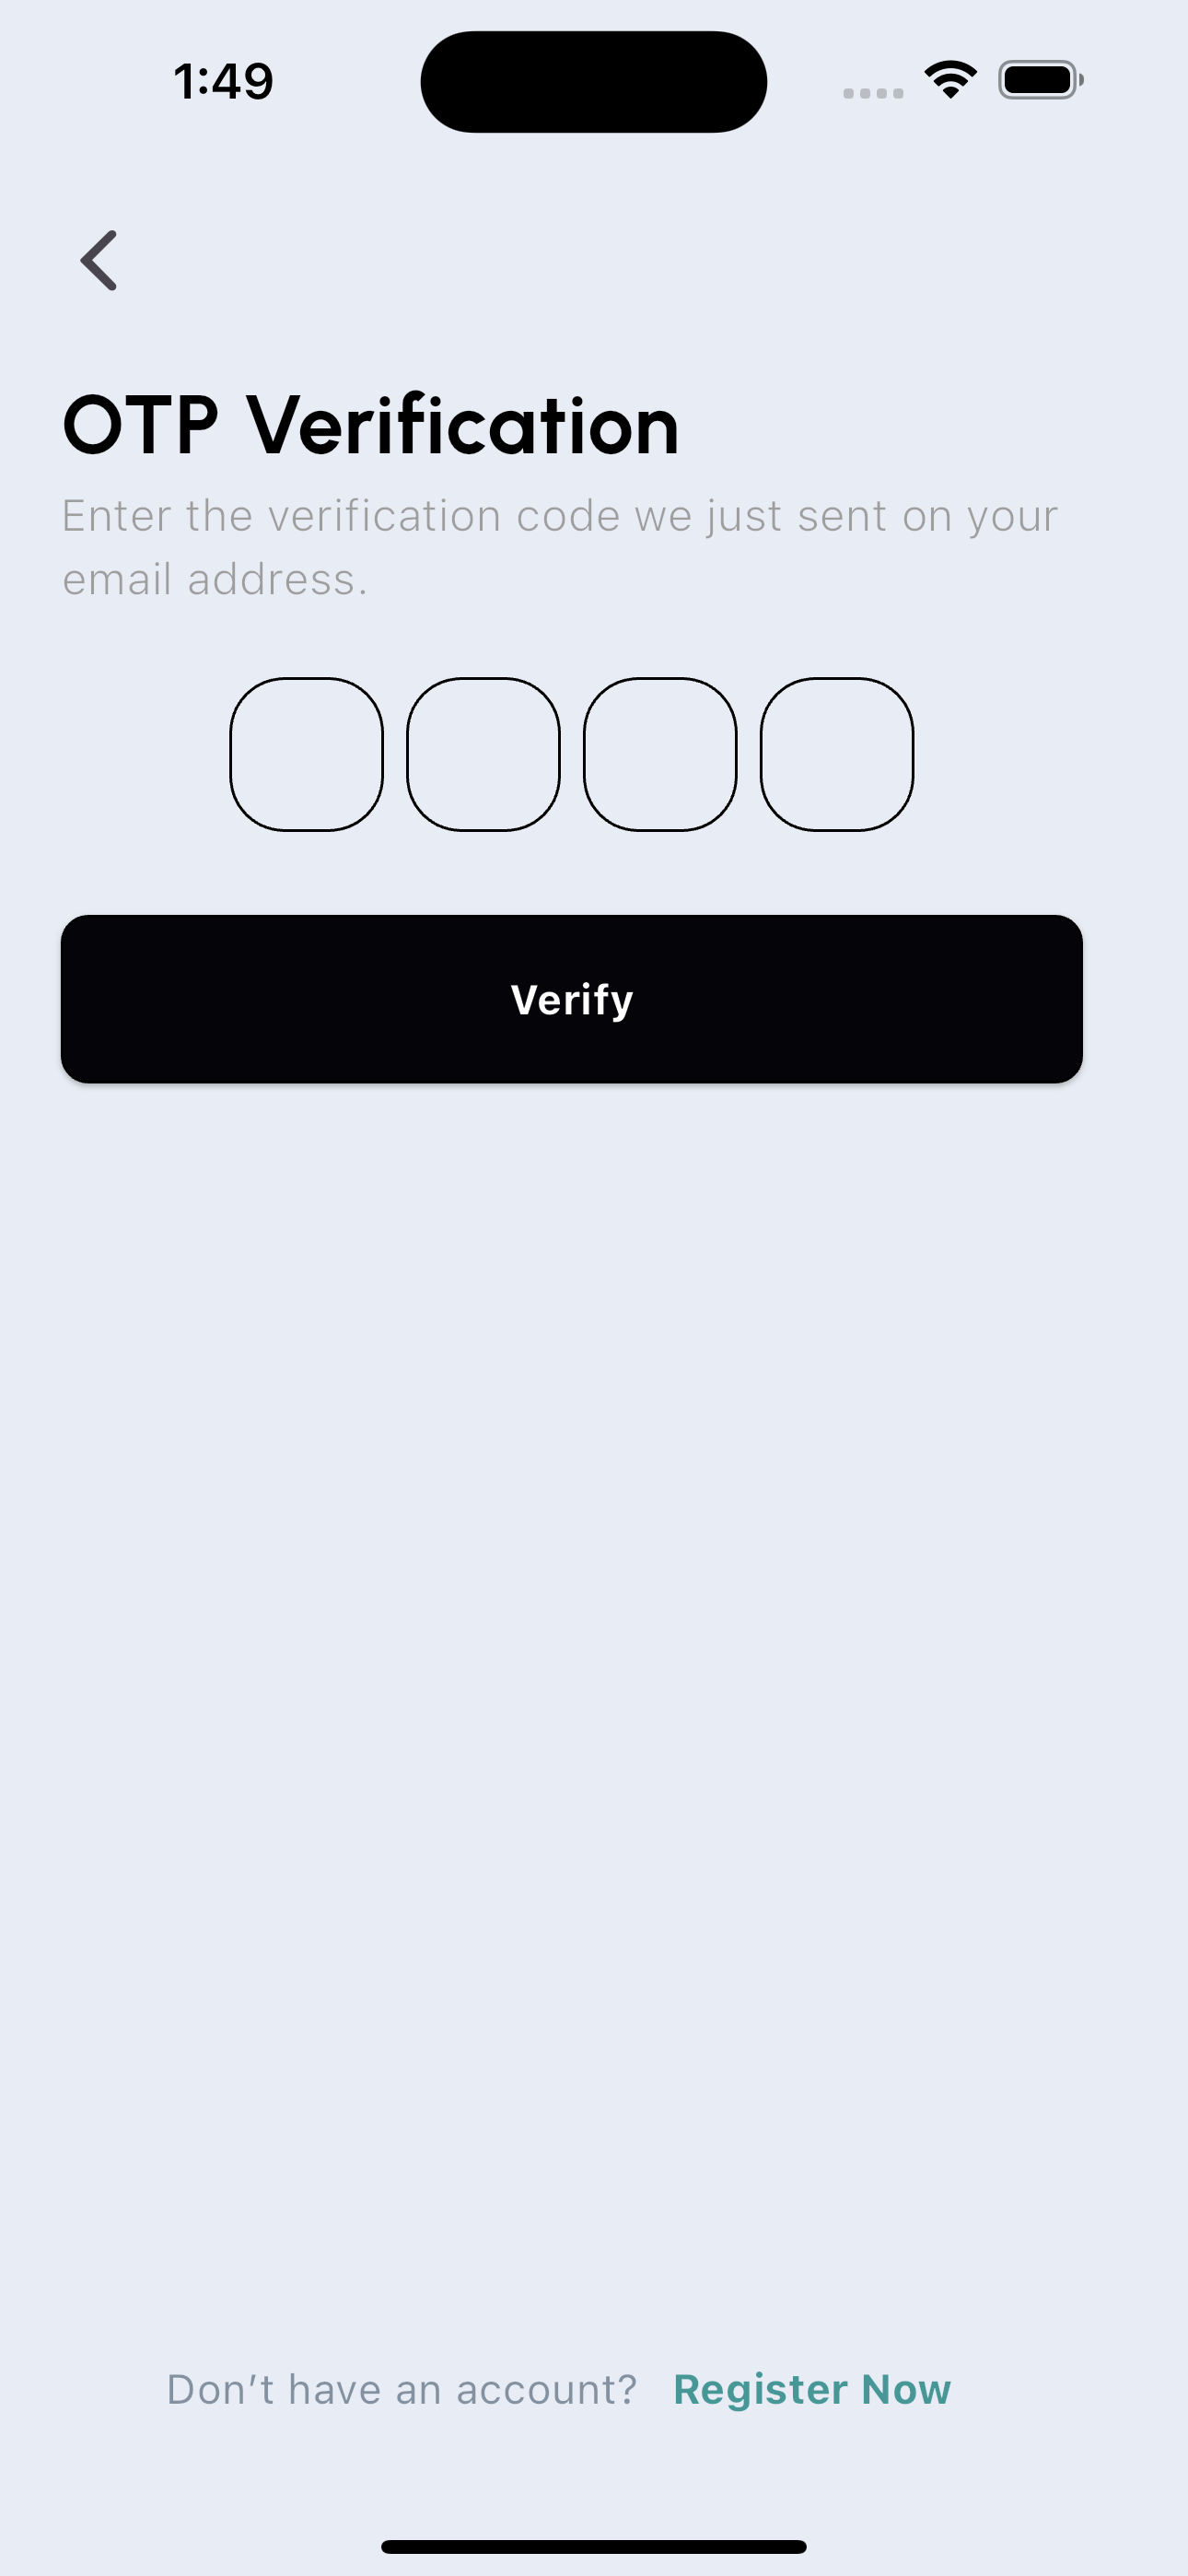 1:49
OTP Verification
Enter the verification code we just sent on your
email address.
Verify
Don’t have an account? Register Now